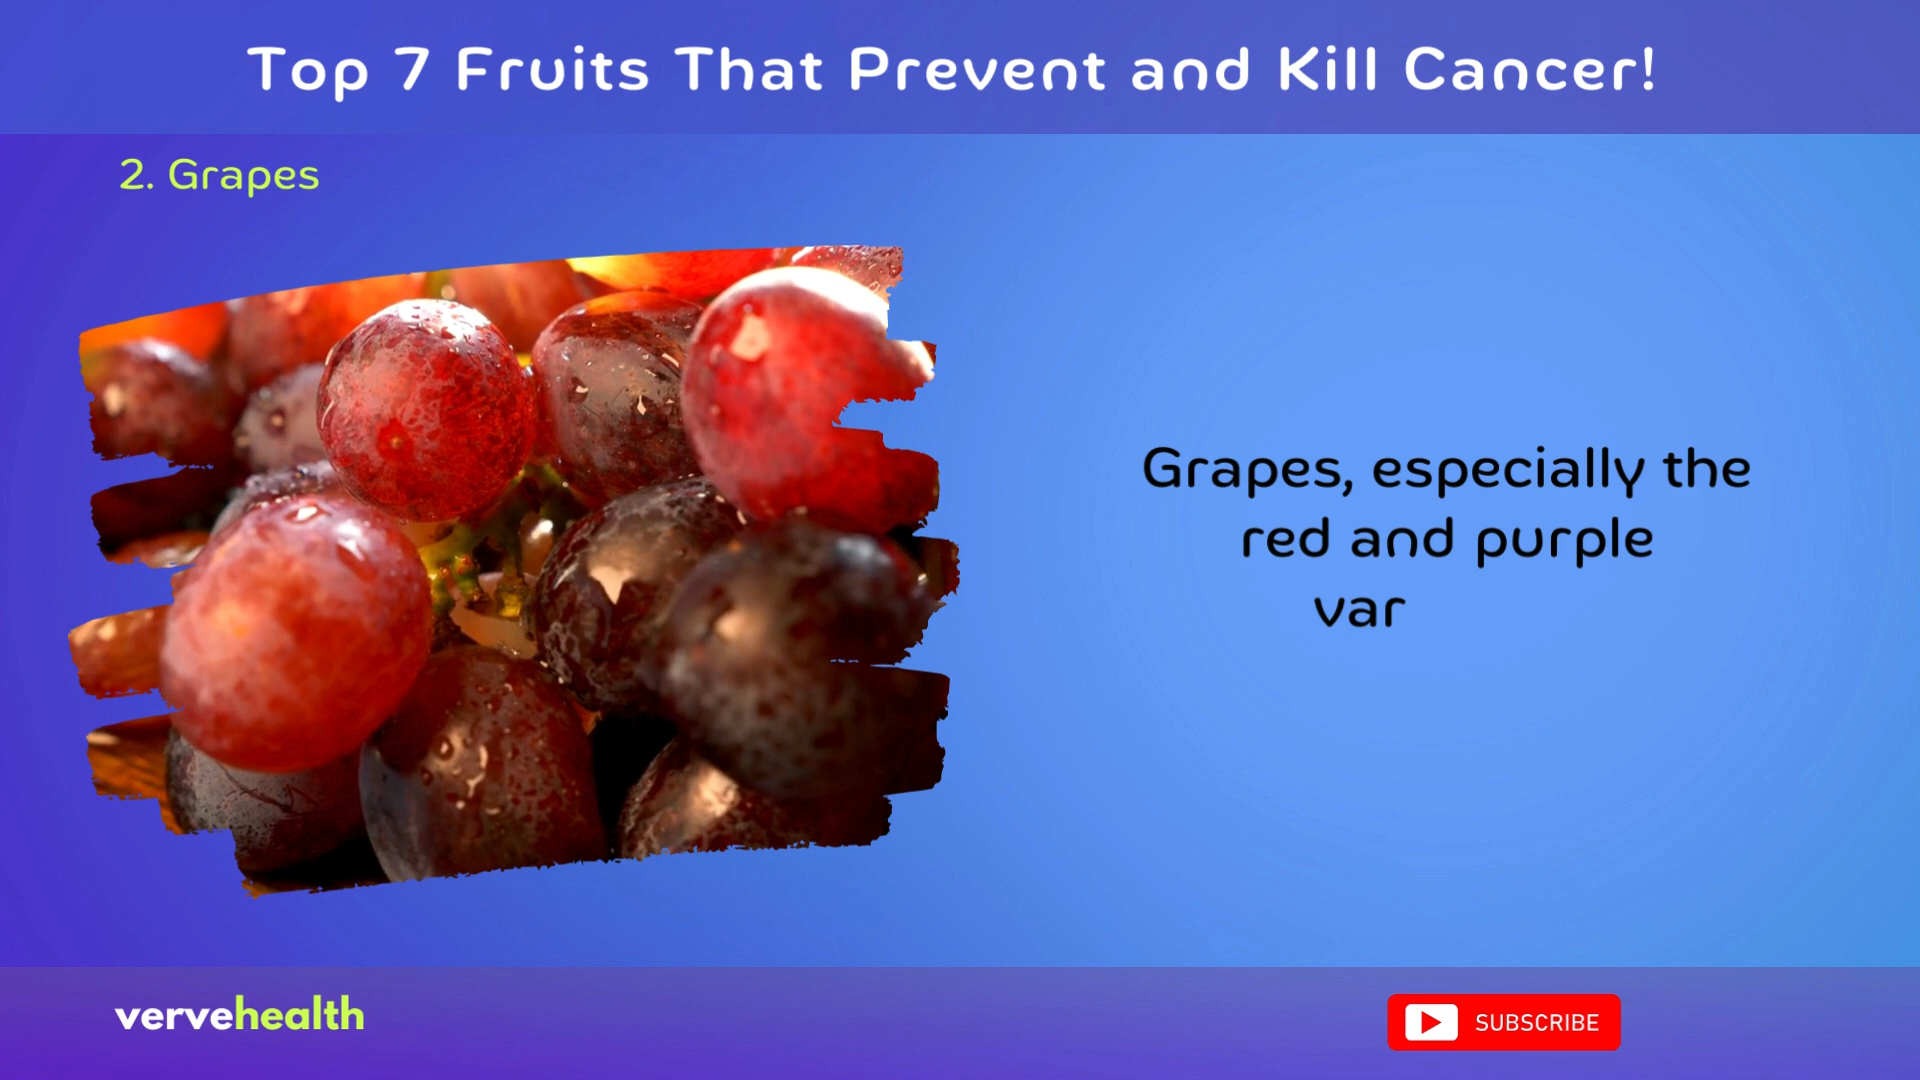 Top 7 Fruits That Prevent and Kill Cancer!
2. Grapes
Grapes, especially the
red and purple
var
vervehealth
SUBSCRIBE